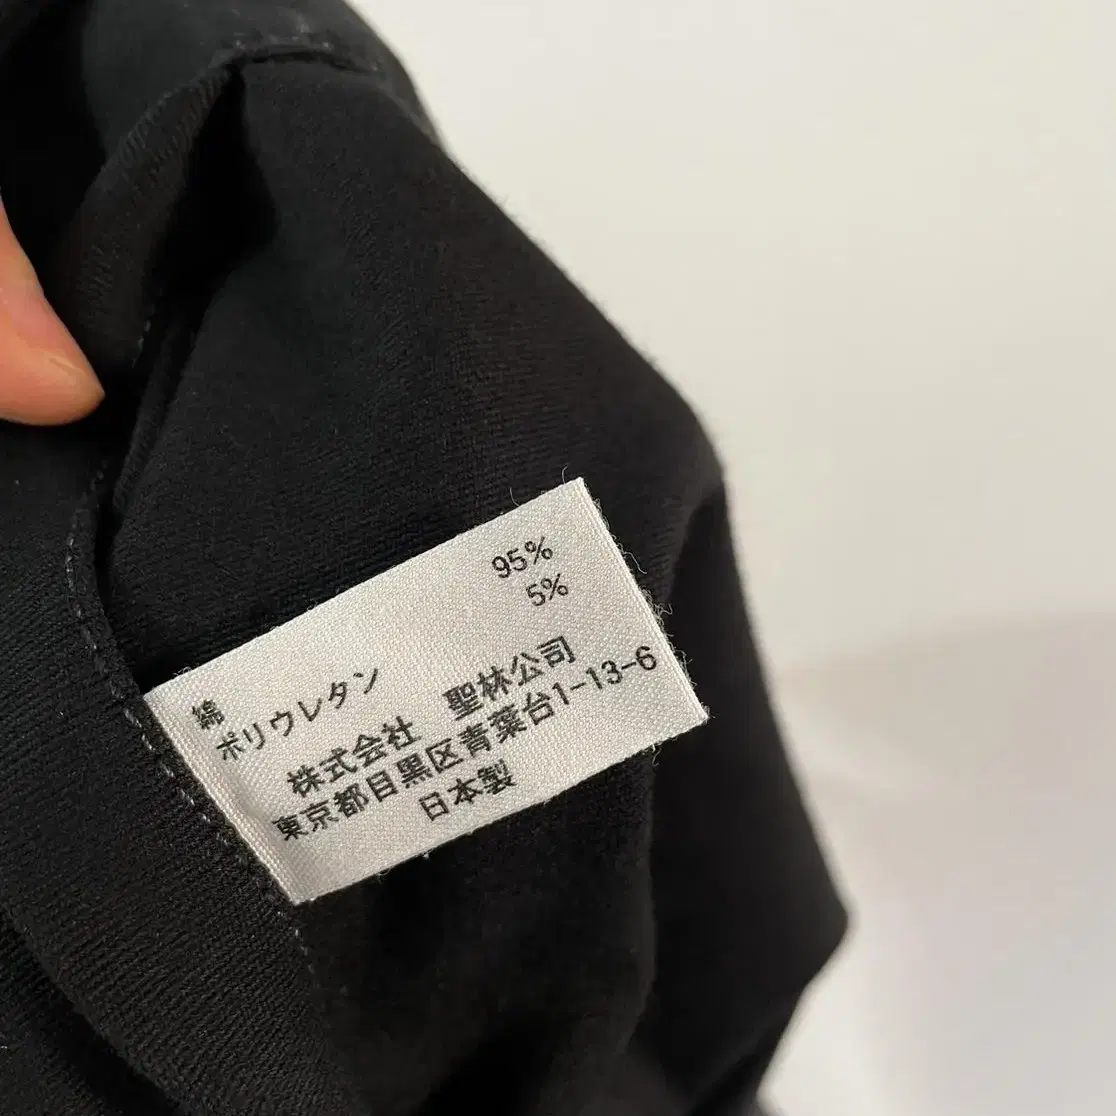 綿 95%
ポリウレタン 5%
株式会社 聖林公司
東京都目黒区青葉台1-13-6
日本製